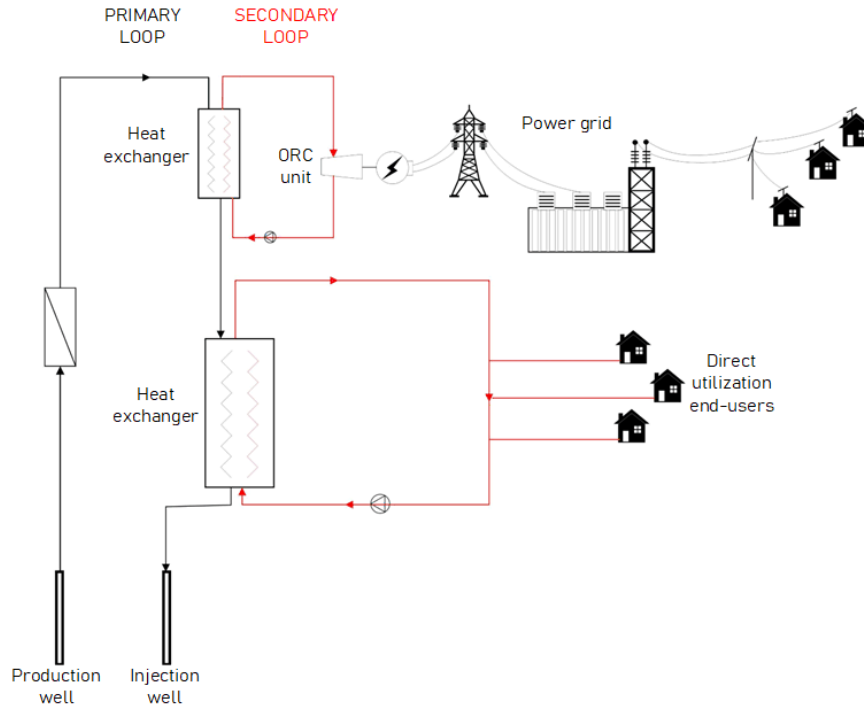 PRIMARY
LOOP
SECONDARY
LOOP
Heat
exchanger
ORC
unit
Power grid
Heat
exchanger
Direct
utilization
end-users
Production
well
Injection
well